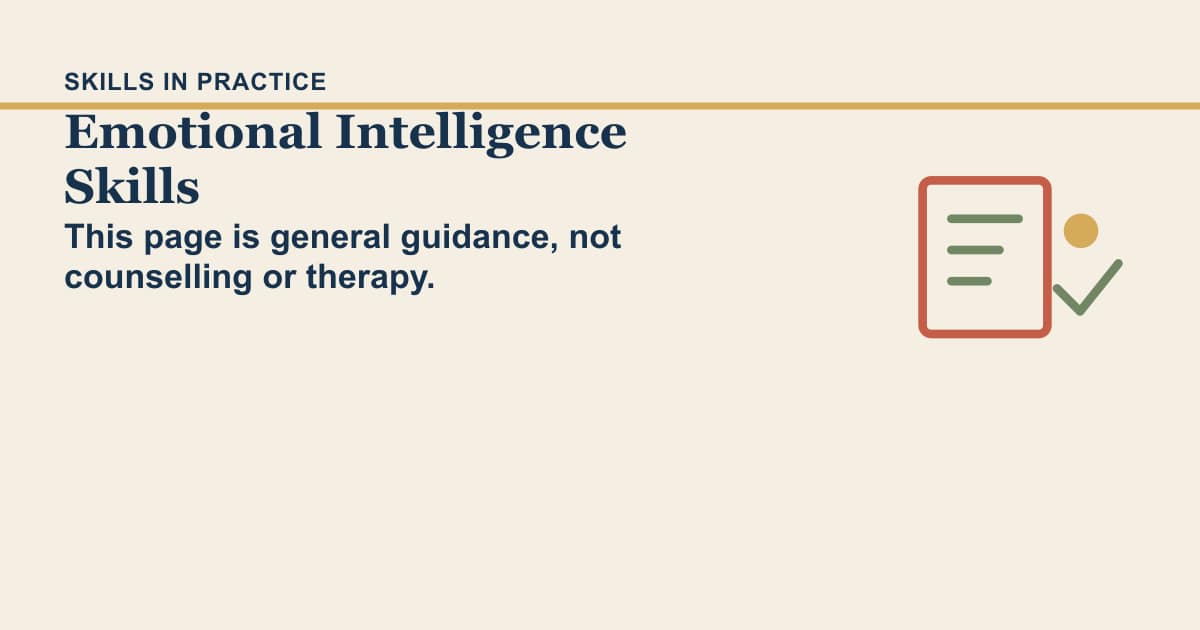 SKILLS IN PRACTICE
Emotional Intelligence
Skills
This page is general guidance, not
counselling or therapy.